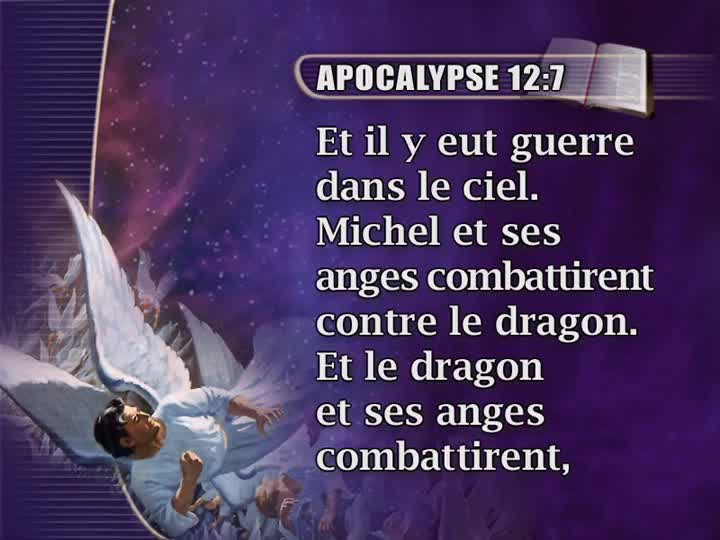 APOCALYPSE 12:7
Et il y eut guerre
dans le ciel.
Michel et ses
anges combattirent
contre le dragon.
Et le dragon
et ses anges
combattirent,